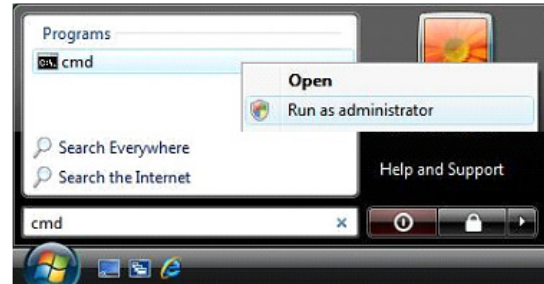 Programs
cmd
Open
Run as administrator
Search Everywhere
Search the Internet
Help and Support
cmd